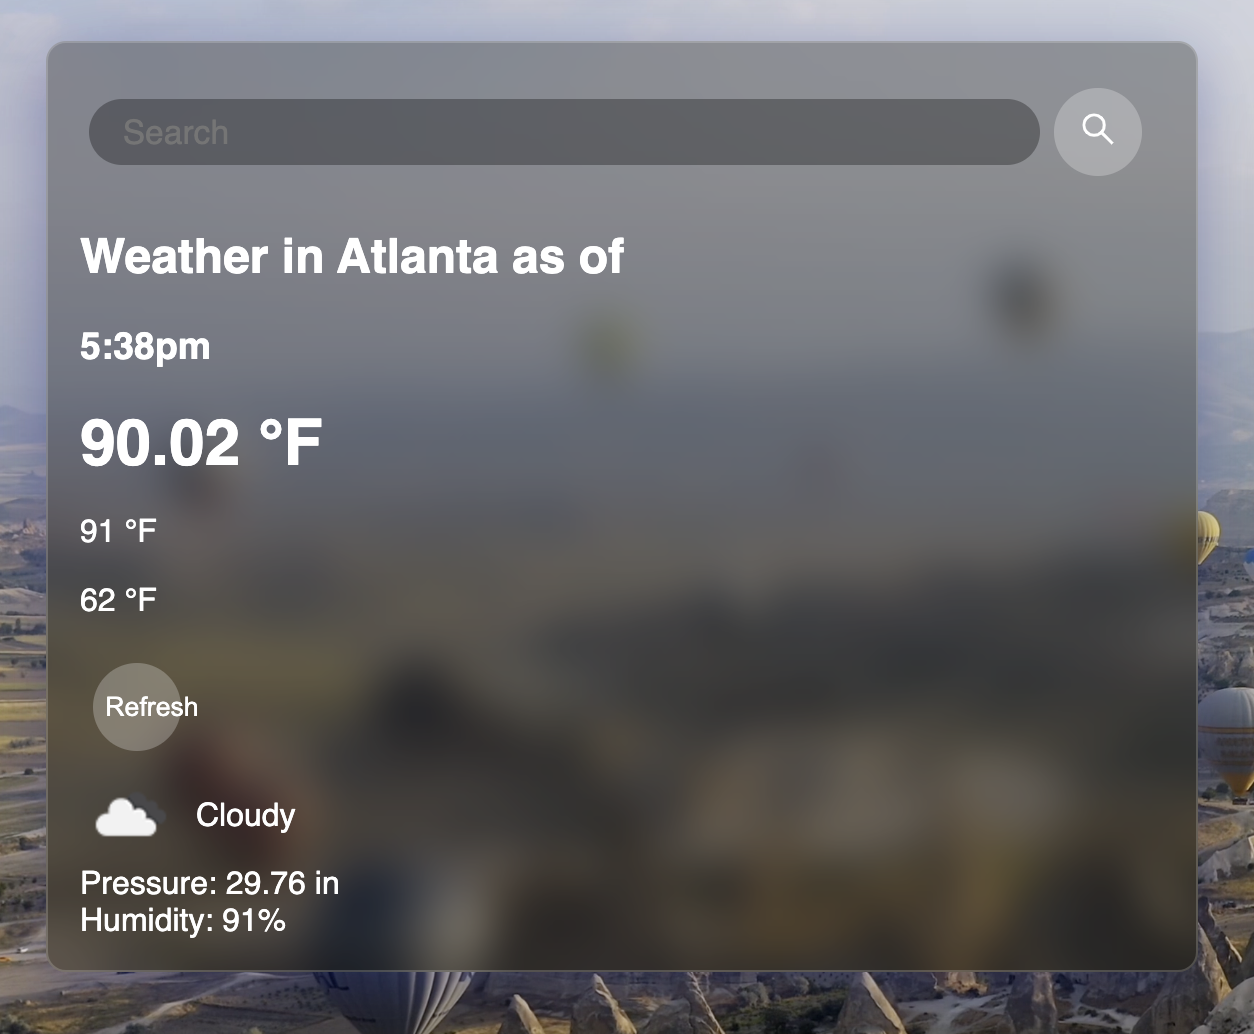 Search
Weather in Atlanta as of
5:38pm
90.02 °F
91 °F
62 °F
Refresh
Cloudy
Pressure: 29.76 in
Humidity: 91%